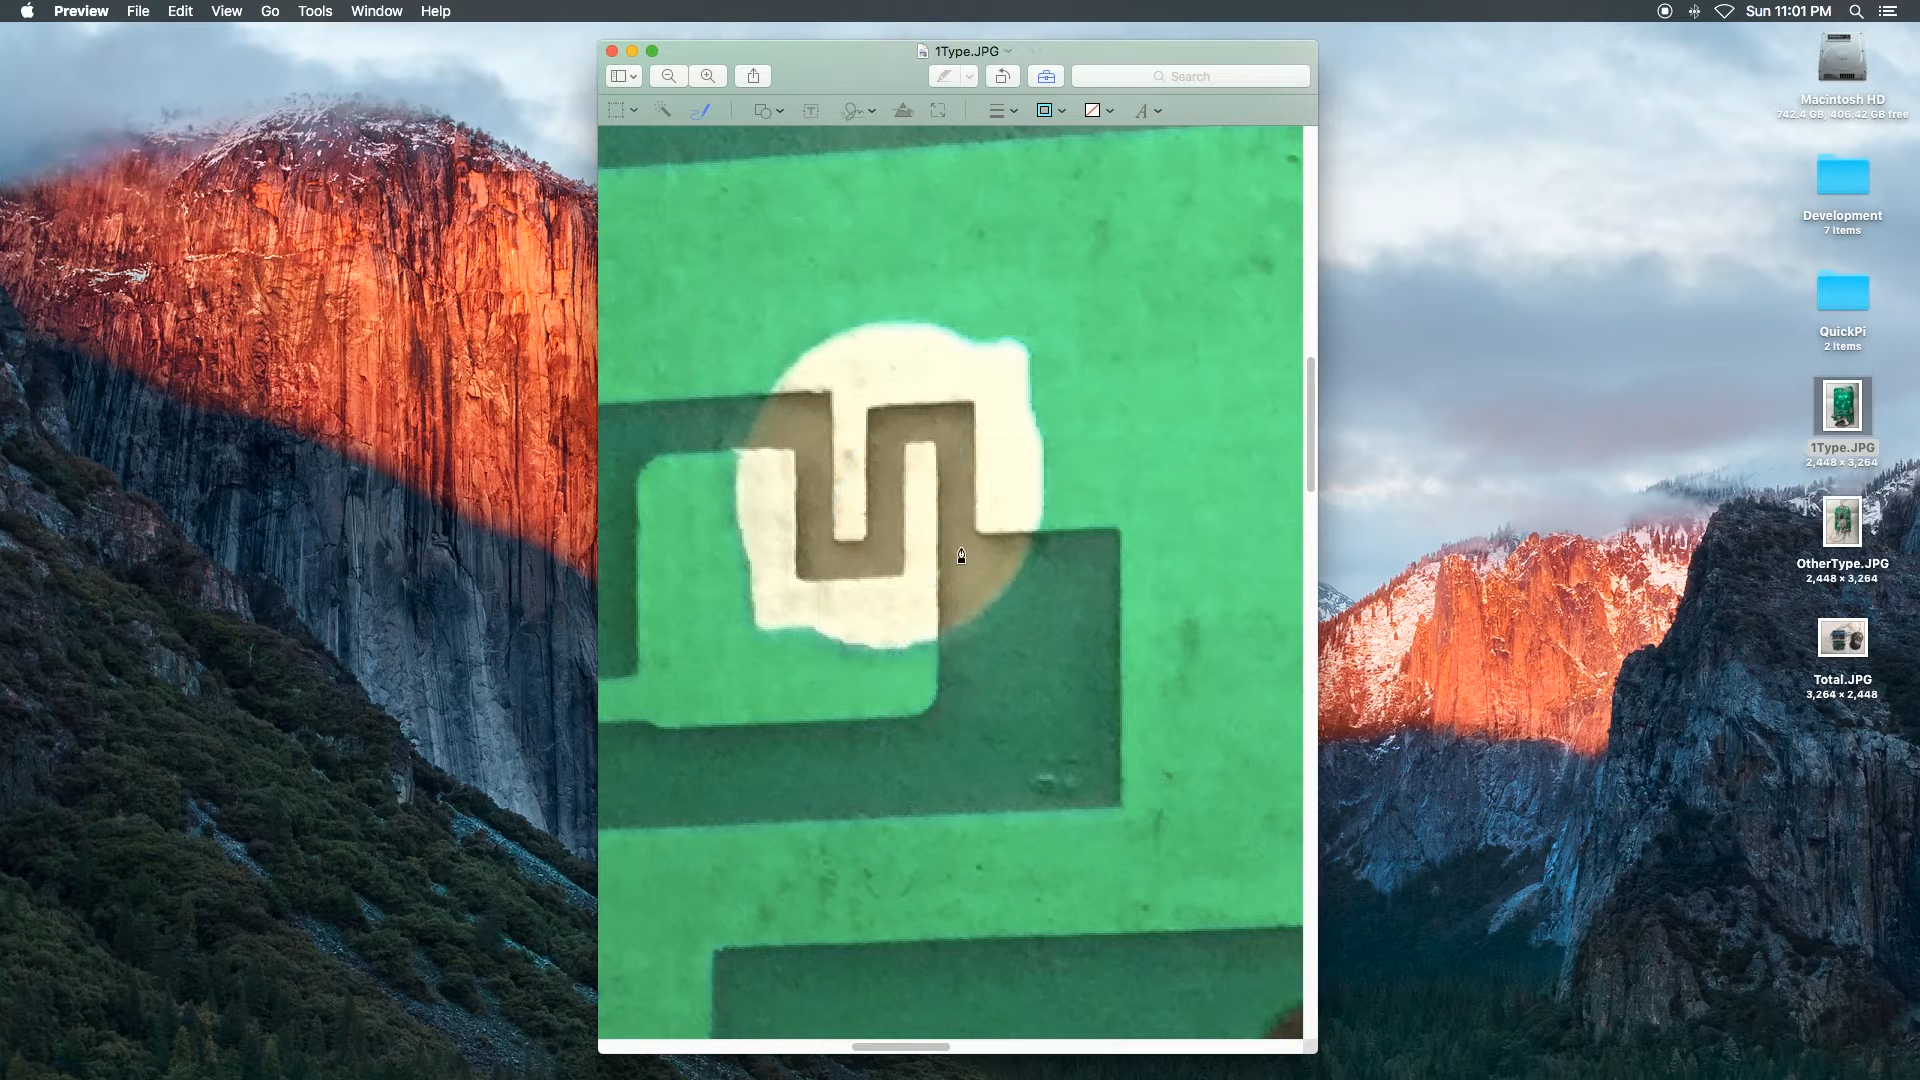 Preview File Edit View Go Tools Window Help
Sun 11:01 PM
1Type.JPG
Search
Macintosh HD
742.4 GB, 406.42 GB free
Development
7 items
QuickPi
2 items
1Type.JPG
2,448 × 3,264
OtherType.JPG
2,448 × 3,264
Total.JPG
3,264 × 2,448